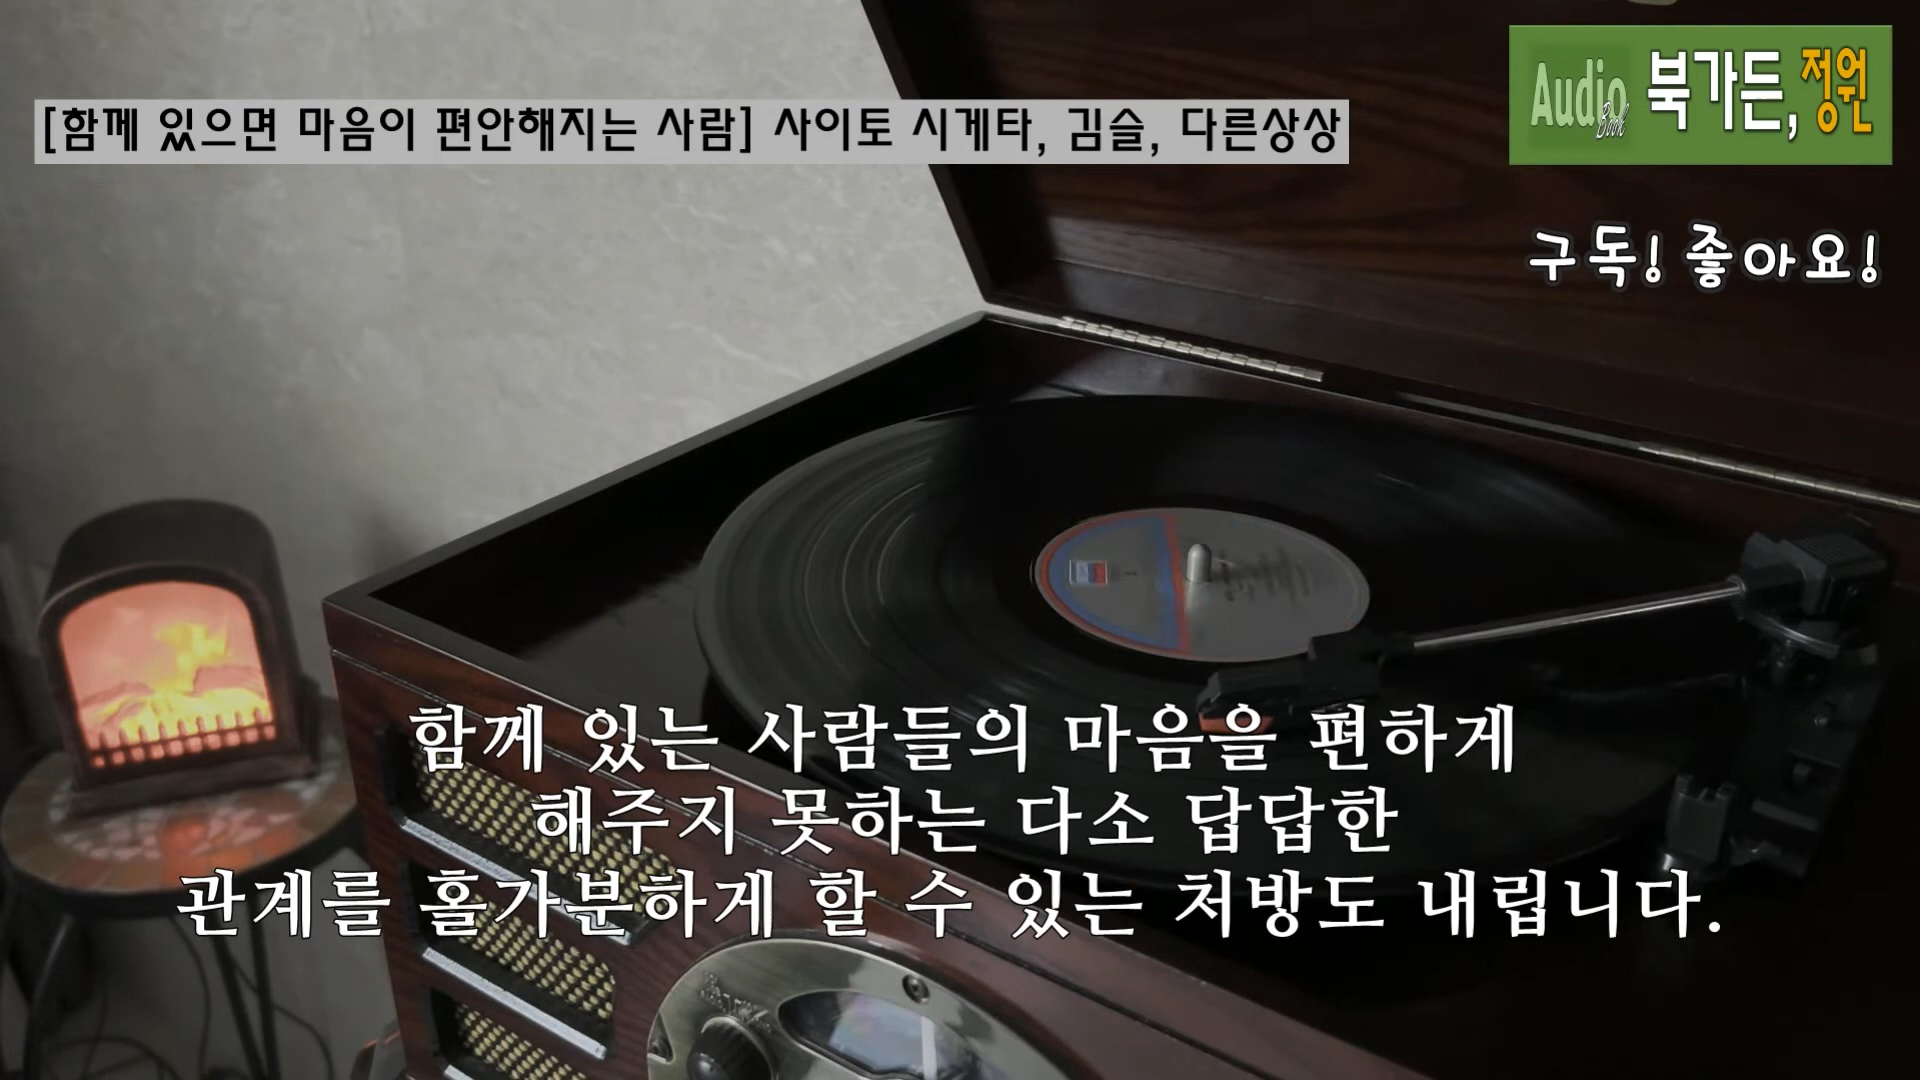 [함께 있으면 마음이 편안해지는 사람] 사이토 시게타, 김슬, 다른상상
Audio Book 북가든, 정원
구독! 좋아요!
함께 있는 사람들의 마음을 편하게
해주지 못하는 다소 답답한
관계를 홀가분하게 할 수 있는 처방도 내립니다.